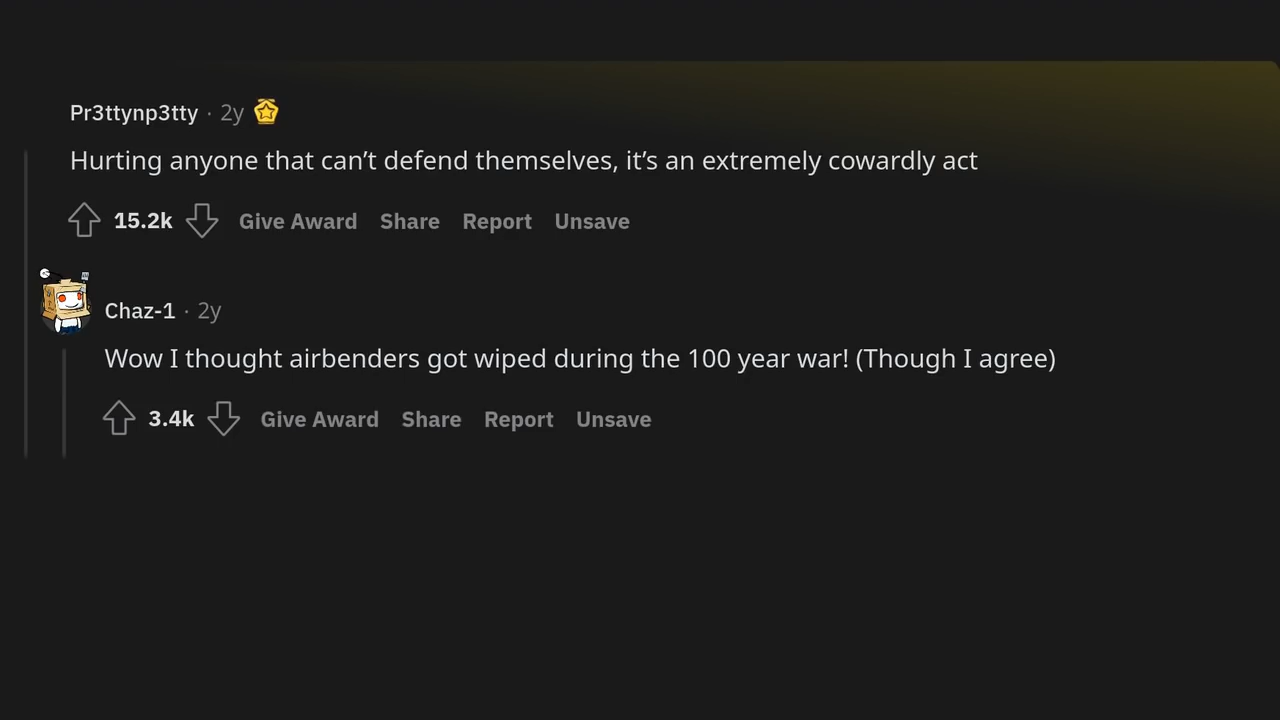 Pr3ttynp3tty · 2y
Hurting anyone that can’t defend themselves, it’s an extremely cowardly act
15.2k Give Award Share Report Unsave
Chaz-1 · 2y
Wow I thought airbenders got wiped during the 100 year war! (Though I agree)
3.4k Give Award Share Report Unsave